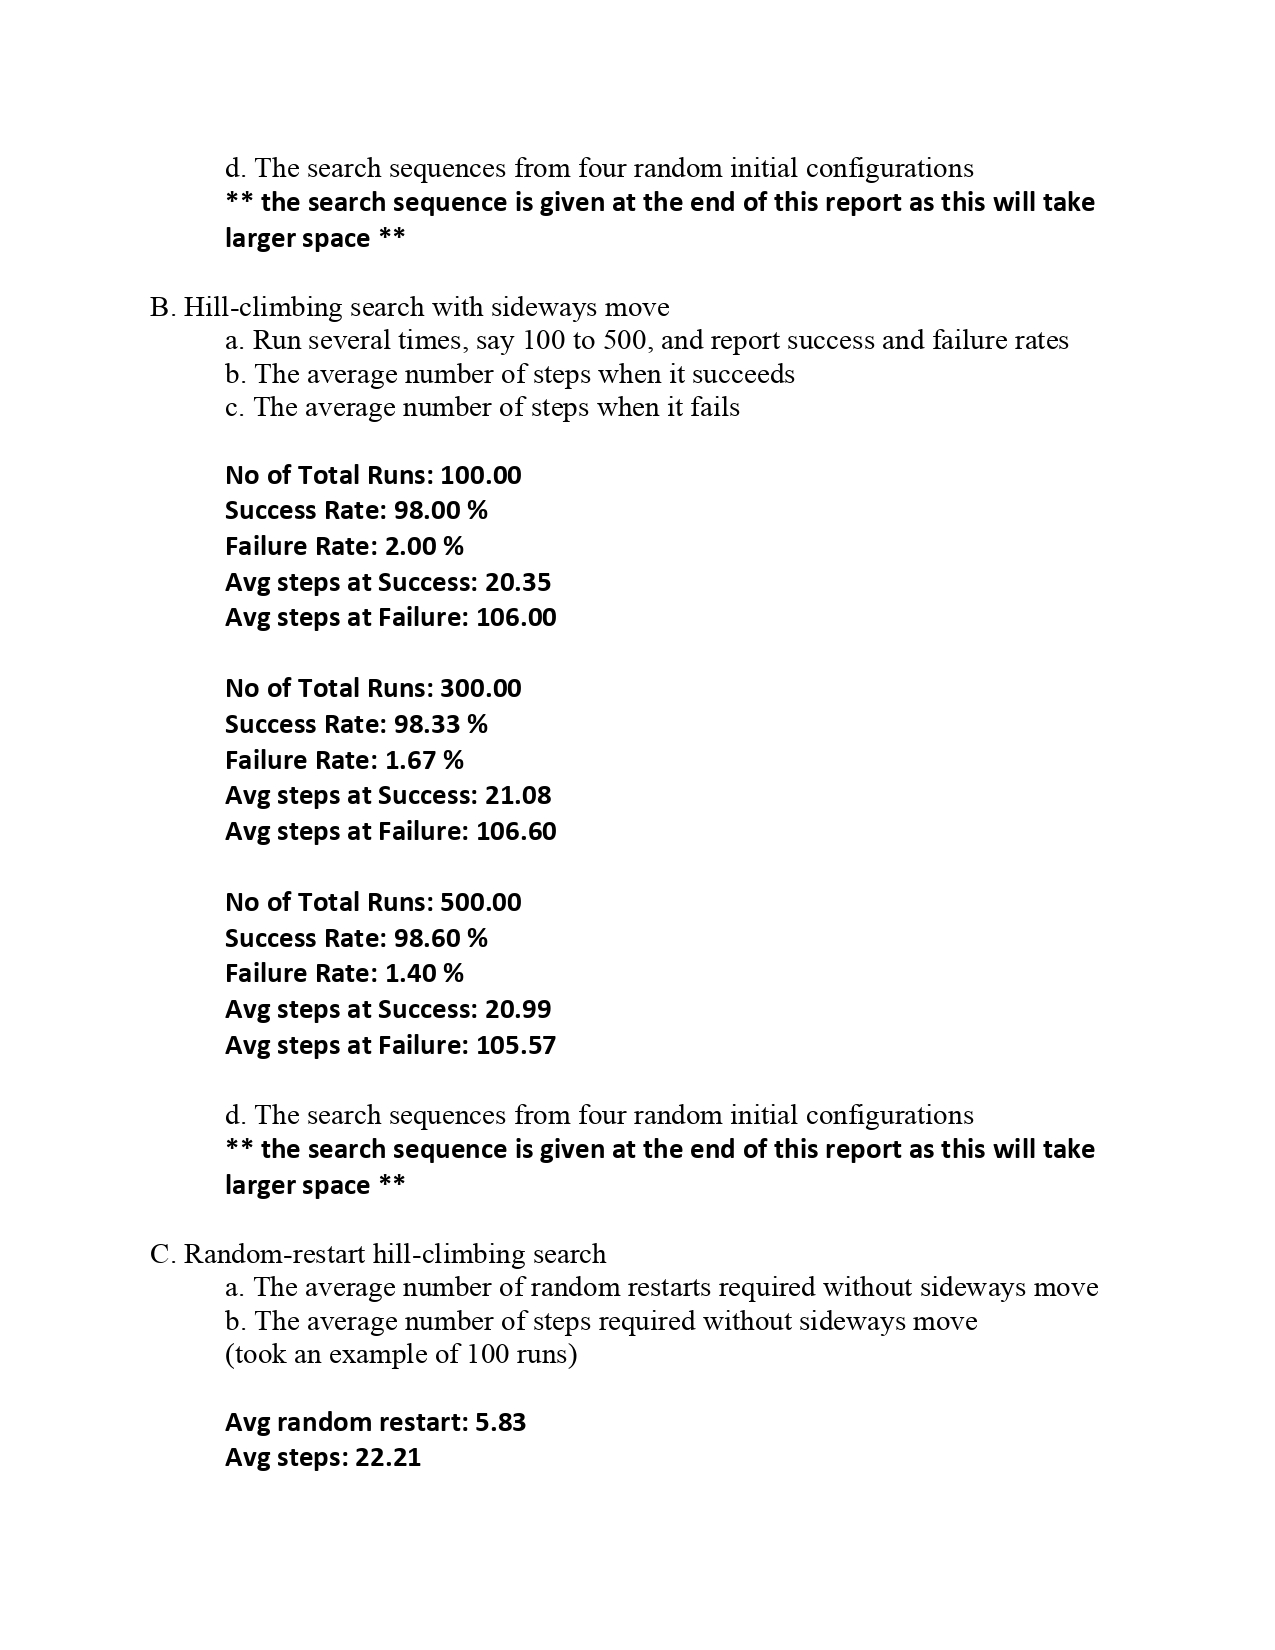 d. The search sequences from four random initial configurations
** the search sequence is given at the end of this report as this will take
larger space **
B. Hill-climbing search with sideways move
a. Run several times, say 100 to 500, and report success and failure rates
b. The average number of steps when it succeeds
c. The average number of steps when it fails
No of Total Runs: 100.00
Success Rate: 98.00 %
Failure Rate: 2.00 %
Avg steps at Success: 20.35
Avg steps at Failure: 106.00
No of Total Runs: 300.00
Success Rate: 98.33 %
Failure Rate: 1.67 %
Avg steps at Success: 21.08
Avg steps at Failure: 106.60
No of Total Runs: 500.00
Success Rate: 98.60 %
Failure Rate: 1.40 %
Avg steps at Success: 20.99
Avg steps at Failure: 105.57
d. The search sequences from four random initial configurations
** the search sequence is given at the end of this report as this will take
larger space **
C. Random-restart hill-climbing search
a. The average number of random restarts required without sideways move
b. The average number of steps required without sideways move
(took an example of 100 runs)
Avg random restart: 5.83
Avg steps: 22.21